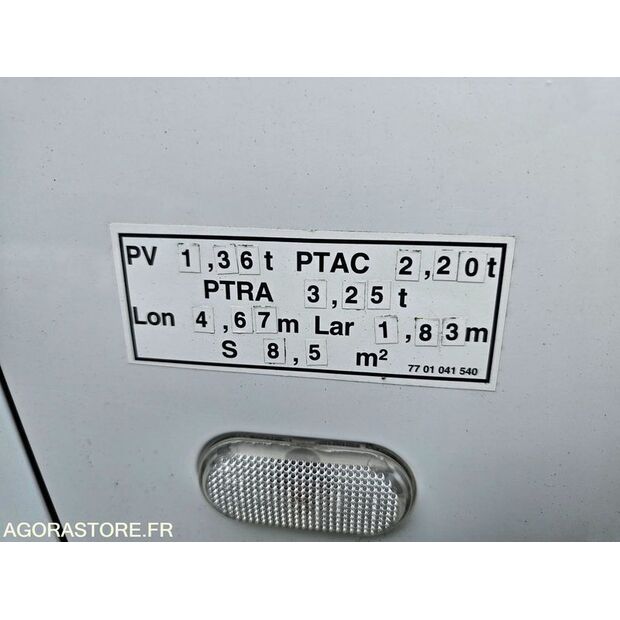 PV 1,36t PTAC 2,20t
PTRA 3,25t
Lon 4,67m Lar 1,83m
S 8,5 m²
77 01 041 540
AGORASTORE.FR